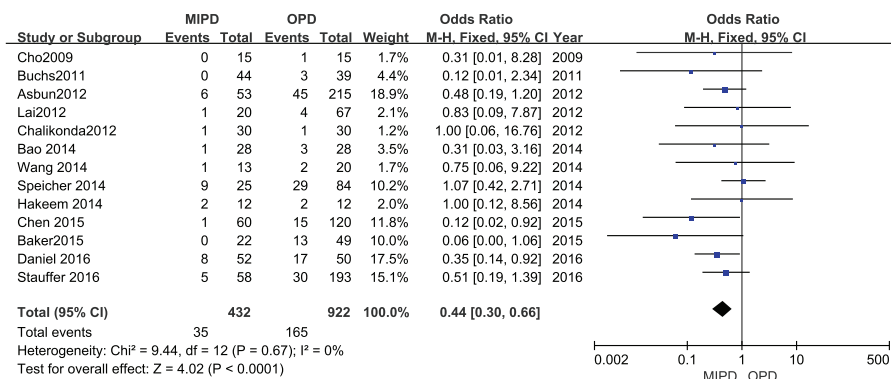 MIPD OPD Odds Ratio Odds Ratio
Study or Subgroup Events Total Events Total Weight M-H, Fixed, 95% CI Year M-H, Fixed, 95% CI
Cho2009 0 15 1 15 1.7% 0.31 [0.01, 8.28] 2009
Buchs2011 0 44 3 39 4.4% 0.12 [0.01, 2.34] 2011
Asbun2012 6 53 45 215 18.9% 0.48 [0.19, 1.20] 2012
Lai2012 1 20 4 67 2.1% 0.83 [0.09, 7.87] 2012
Chalikonda2012 1 30 1 30 1.2% 1.00 [0.06, 16.76] 2012
Bao 2014 1 28 3 28 3.5% 0.31 [0.03, 3.16] 2014
Wang 2014 1 13 2 20 1.7% 0.75 [0.06, 9.22] 2014
Speicher 2014 9 25 29 84 10.2% 1.07 [0.42, 2.71] 2014
Hakeem 2014 2 12 2 12 2.0% 1.00 [0.12, 8.56] 2014
Chen 2015 1 60 15 120 11.8% 0.12 [0.02, 0.92] 2015
Baker2015 0 22 13 49 10.0% 0.06 [0.00, 1.06] 2015
Daniel 2016 8 52 17 50 17.5% 0.35 [0.14, 0.92] 2016
Stauffer 2016 5 58 30 193 15.1% 0.51 [0.19, 1.39] 2016
Total (95% CI) 432 922 100.0% 0.44 [0.30, 0.66]
Total events 35 165
Heterogeneity: Chi² = 9.44, df = 12 (P = 0.67); I² = 0%
Test for overall effect: Z = 4.02 (P < 0.0001)
0.002 0.1 1 10 500
MIPD OPD